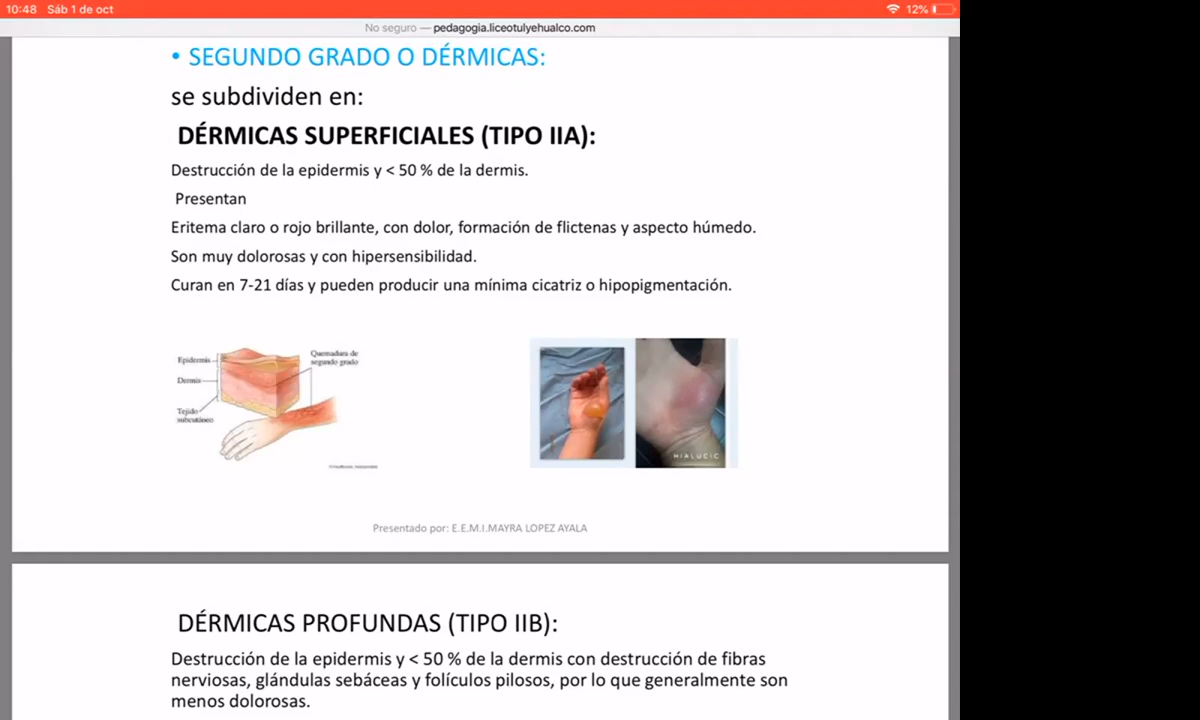 10:48 Sáb 1 de oct
12%
No seguro — pedagogia.liceotulyehualco.com
• SEGUNDO GRADO O DÉRMICAS:
se subdividen en:
DÉRMICAS SUPERFICIALES (TIPO IIA):
Destrucción de la epidermis y < 50 % de la dermis.
Presentan
Eritema claro o rojo brillante, con dolor, formación de flictenas y aspecto húmedo.
Son muy dolorosas y con hipersensibilidad.
Curan en 7-21 días y pueden producir una mínima cicatriz o hipopigmentación.
Epidermis
Dermis
Tejido
subcutáneo
Quemadura de
segundo grado
HIALUCIC
Presentado por: E.E.M.I.MAYRA LOPEZ AYALA
DÉRMICAS PROFUNDAS (TIPO IIB):
Destrucción de la epidermis y < 50 % de la dermis con destrucción de fibras
nerviosas, glándulas sebáceas y folículos pilosos, por lo que generalmente son
menos dolorosas.